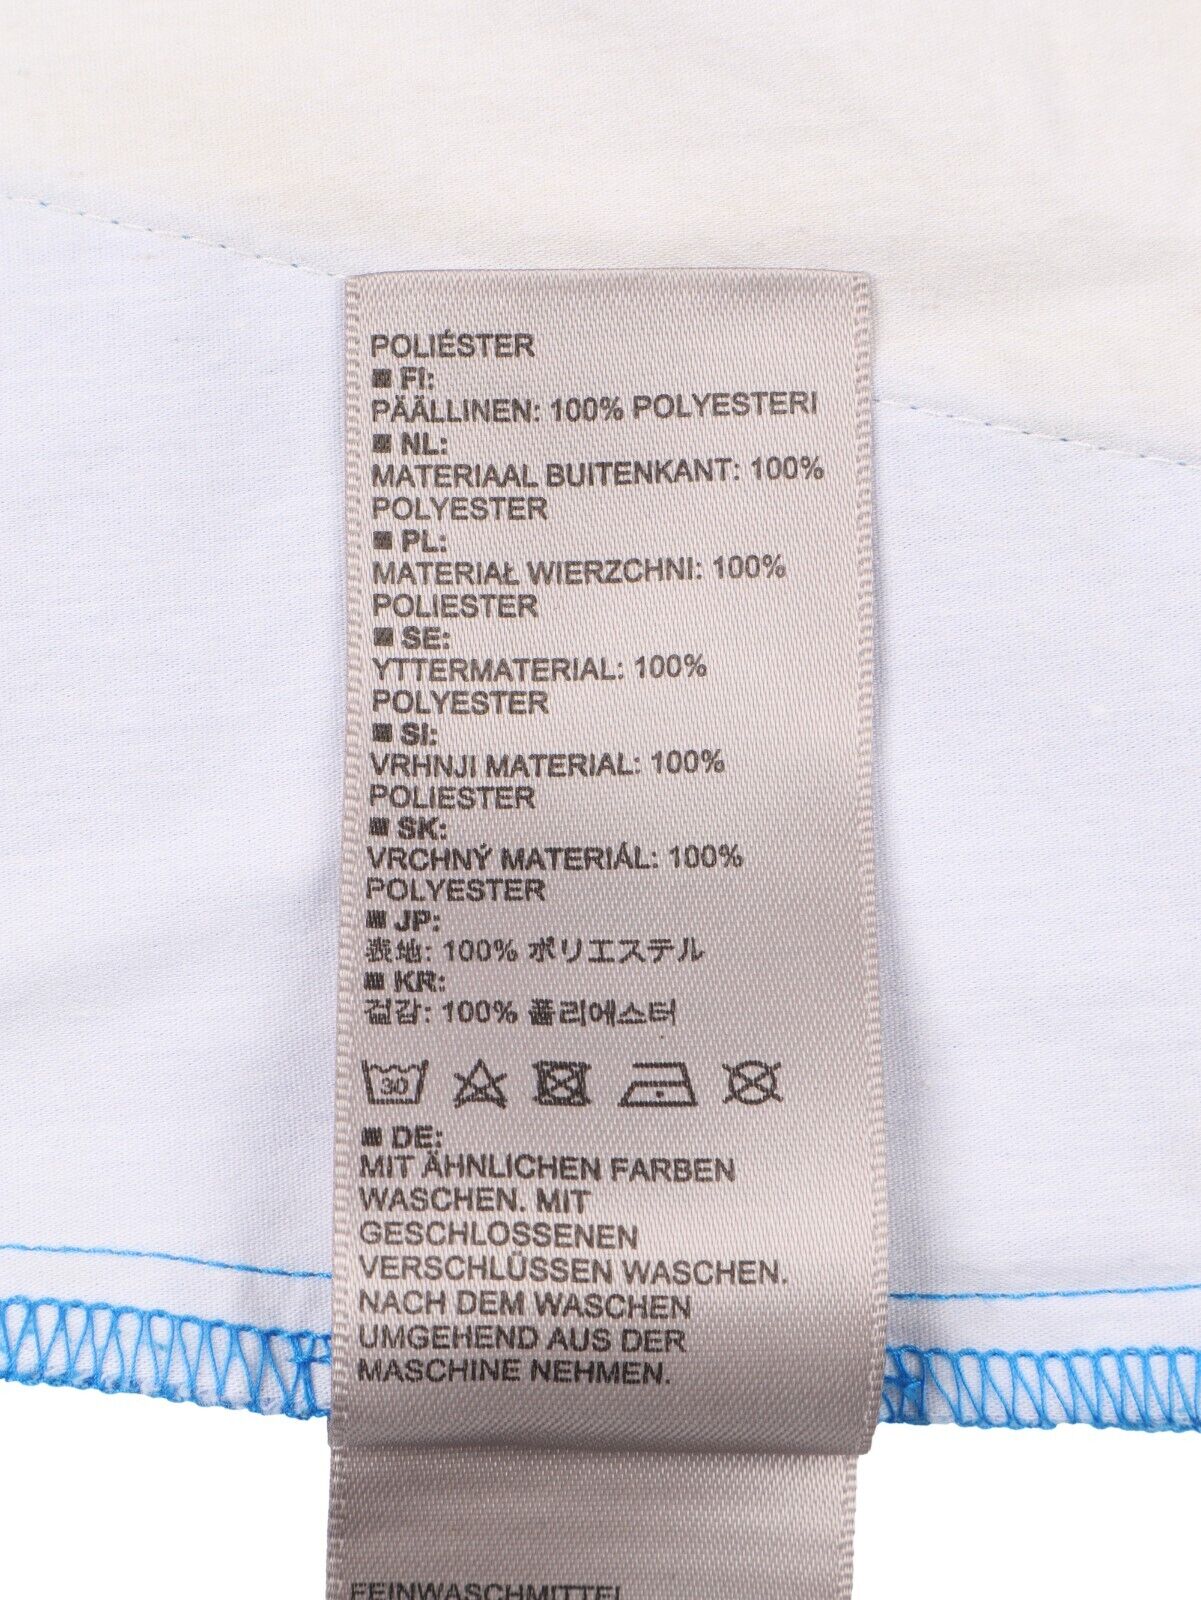 POLIÉSTER
■ FI:
PÄÄLLINEN: 100% POLYESTERI
■ NL:
MATERIAAL BUITENKANT: 100%
POLYESTER
■ PL:
MATERIAŁ WIERZCHNI: 100%
POLIESTER
■ SE:
YTTERMATERIAL: 100%
POLYESTER
■ SI:
VRHNJI MATERIAL: 100%
POLIESTER
■ SK:
VRCHNÝ MATERIÁL: 100%
POLYESTER
■ JP:
表地: 100% ポリエステル
■ KR:
겉감: 100% 폴리에스터
30
■ DE:
MIT ÄHNLICHEN FARBEN
WASCHEN. MIT
GESCHLOSSENEN
VERSCHLÜSSEN WASCHEN.
NACH DEM WASCHEN
UMGEHEND AUS DER
MASCHINE NEHMEN.
FEINWASCHMITTEL